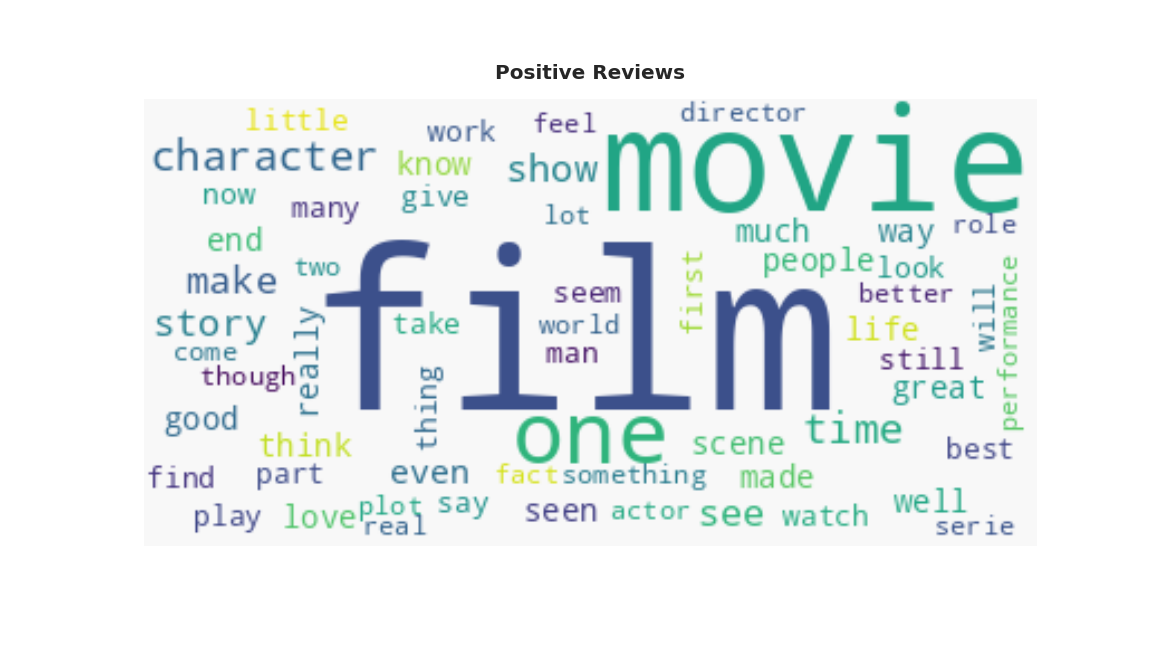 Positive Reviews
little
work
feel
director
movie
character
know
show
now
many
give
lot
much
way
role
end
people
look
make
two
film
seem
first
better
will
performance
story
really
take
world
life
come
man
still
though
thing
great
good
one
time
think
scene
best
find
part
even
fact
something
made
play
love
plot
say
seen
actor
see
watch
well
real
serie